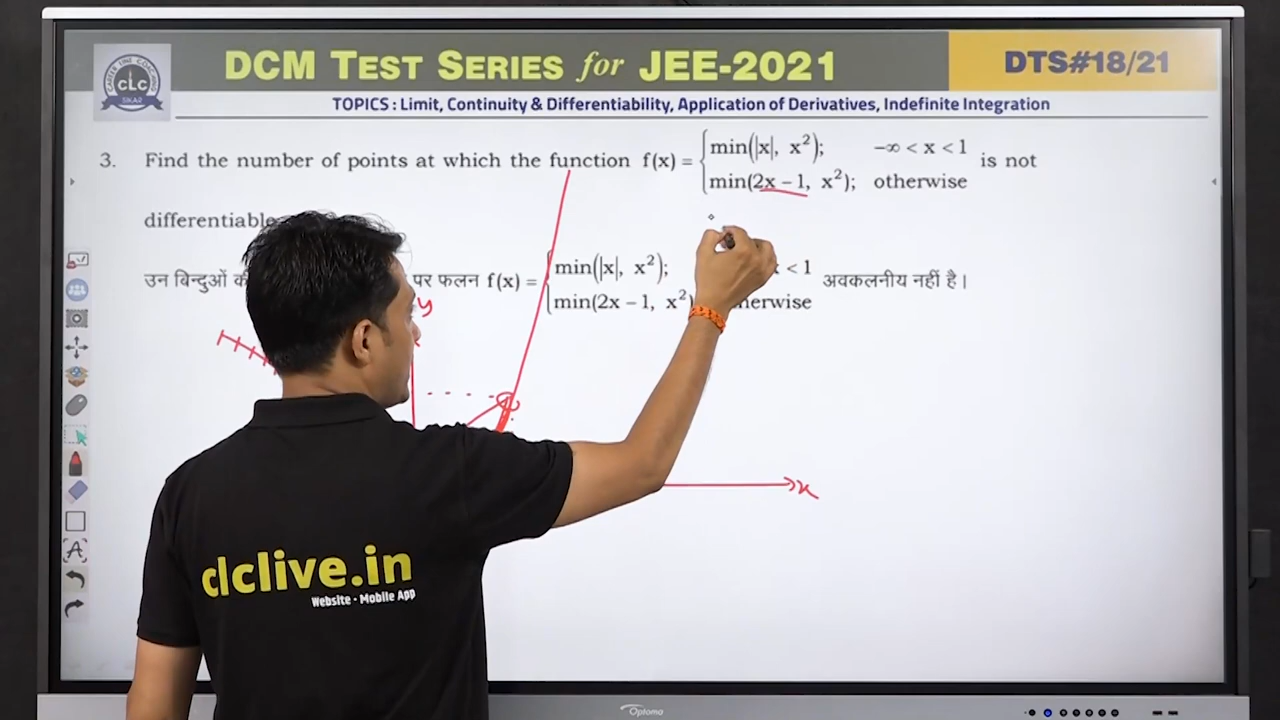 DCM TEST SERIES for JEE-2021
DTS#18/21
CLC
SIKAR
TOPICS : Limit, Continuity & Differentiability, Application of Derivatives, Indefinite Integration
3. Find the number of points at which the function f(x) = { min(|x|, x²); -∞ < x < 1 is not
min(2x – 1, x²); otherwise
differentiable
उन बिन्दुओं की पर फलन f(x) = { min(|x|, x²); x < 1 अवकलनीय नहीं है।
min(2x – 1, x²)
y
x
A
clclive.in
Website - Mobile App
Optoma